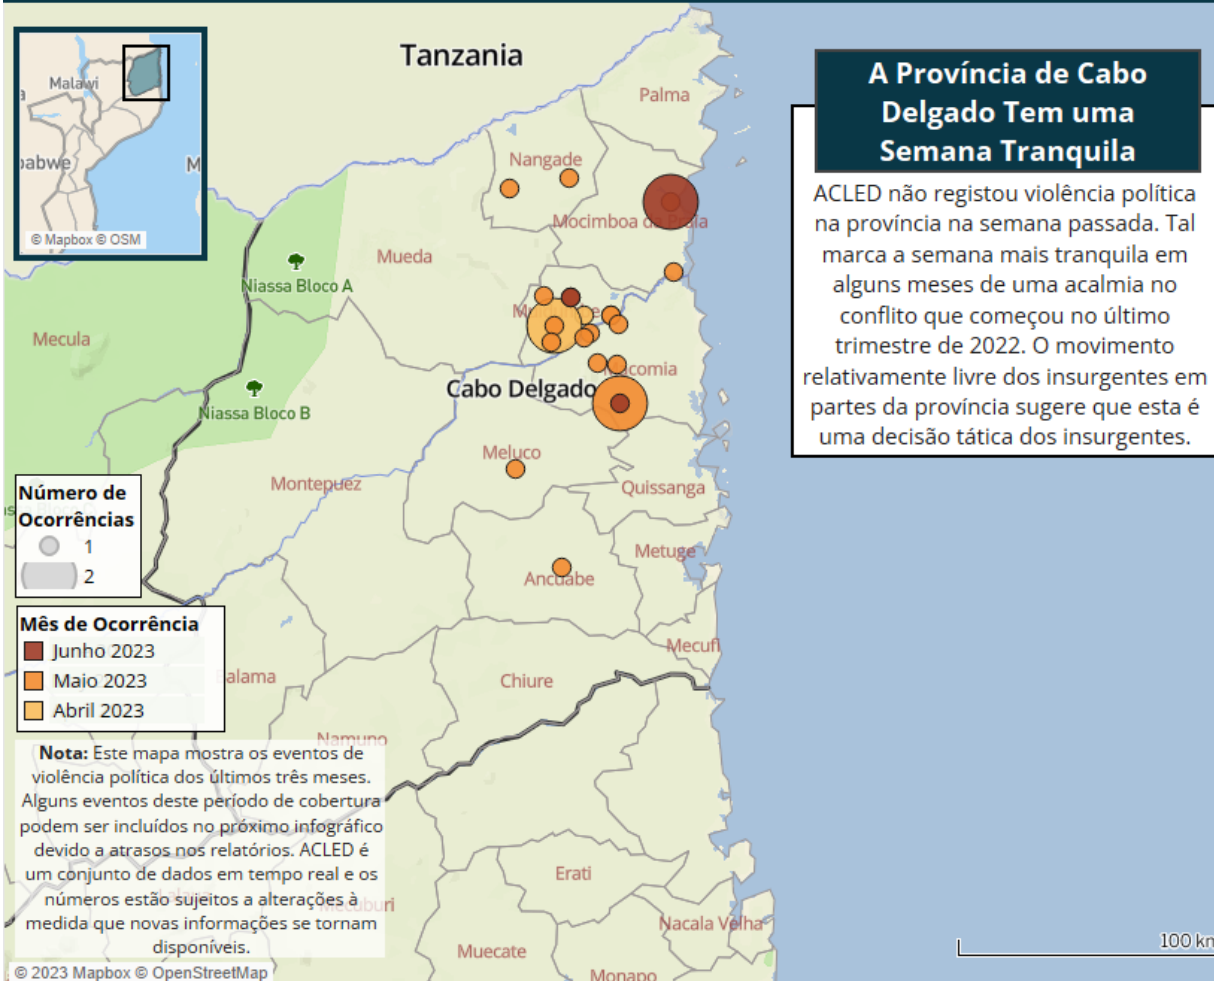 Tanzania
Palma
Nangade
Malawi
M
© Mapbox © OSM
Mueda
Niassa Bloco A
Mecula
Niassa Bloco B
Cabo Delgado
Meluco
Montepuez
Quissanga
Metuge
Ancuabe
Mecufi
Balama
Chiure
Namuno
Erati
Nacala Velha
Muecate
Monapo
100 km
A Província de Cabo
Delgado Tem uma
Semana Tranquila
ACLED não registou violência política
na província na semana passada. Tal
marca a semana mais tranquila em
alguns meses de uma acalmia no
conflito que começou no último
trimestre de 2022. O movimento
relativamente livre dos insurgentes em
partes da província sugere que esta é
uma decisão tática dos insurgentes.
Número de
Ocorrências
1
2
Mês de Ocorrência
Junho 2023
Maio 2023
Abril 2023
Nota: Este mapa mostra os eventos de
violência política dos últimos três meses.
Alguns eventos deste período de cobertura
podem ser incluídos no próximo infográfico
devido a atrasos nos relatórios. ACLED é
um conjunto de dados em tempo real e os
números estão sujeitos a alterações à
medida que novas informações se tornam
disponíveis.
© 2023 Mapbox © OpenStreetMap